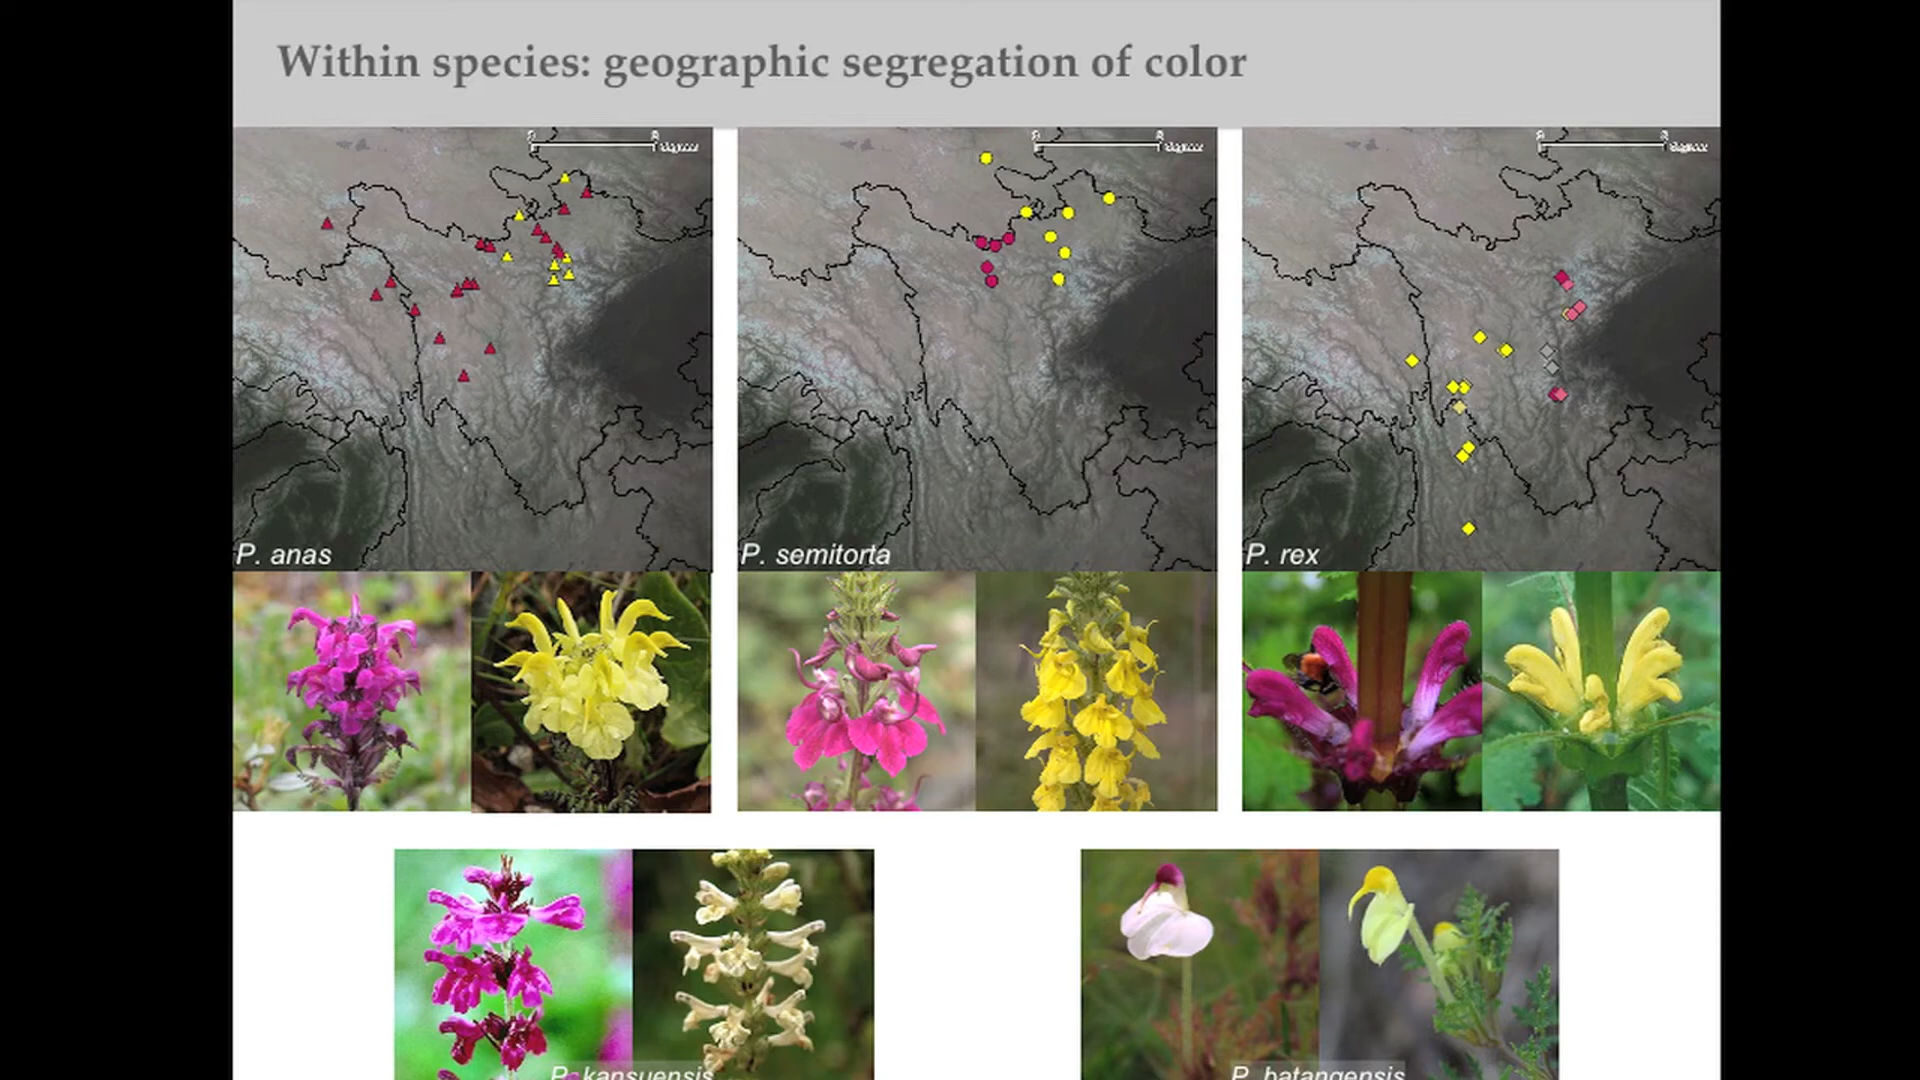 Within species: geographic segregation of color
P. anas
P. semitorta
P. rex
P. kansuensis
P. batangensis